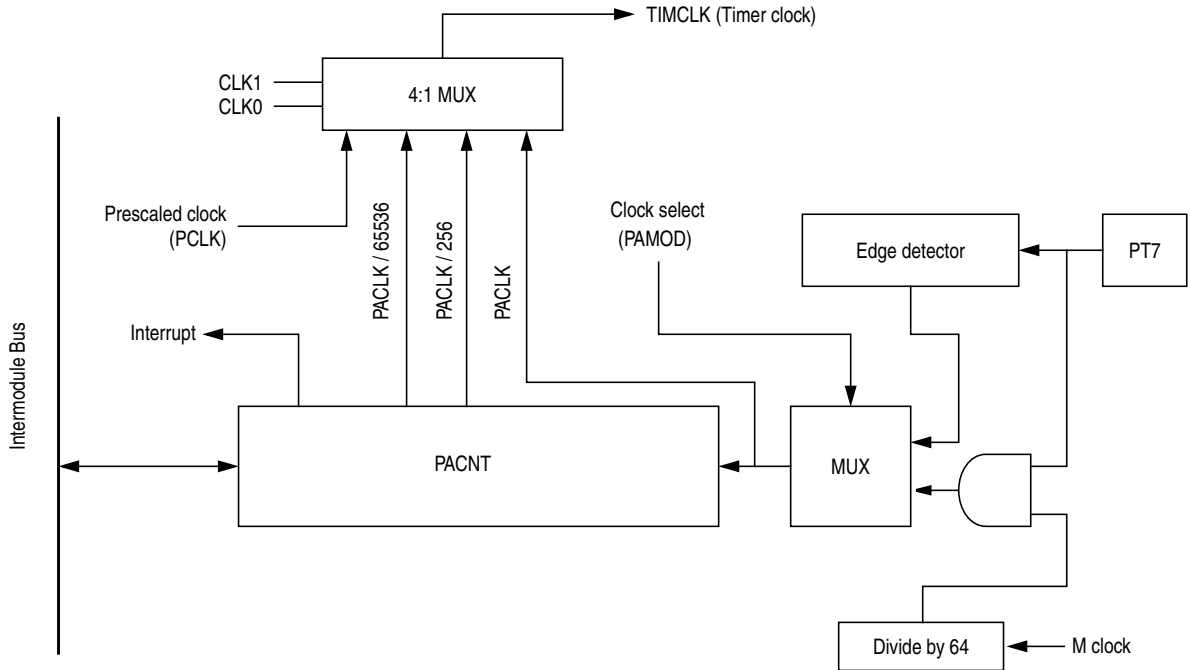 TIMCLK (Timer clock)
CLK1
CLK0
4:1 MUX
Prescaled clock
(PCLK)
PACLK / 65536
PACLK / 256
PACLK
Clock select
(PAMOD)
Edge detector
PT7
Interrupt
Intermodule Bus
PACNT
MUX
Divide by 64
M clock